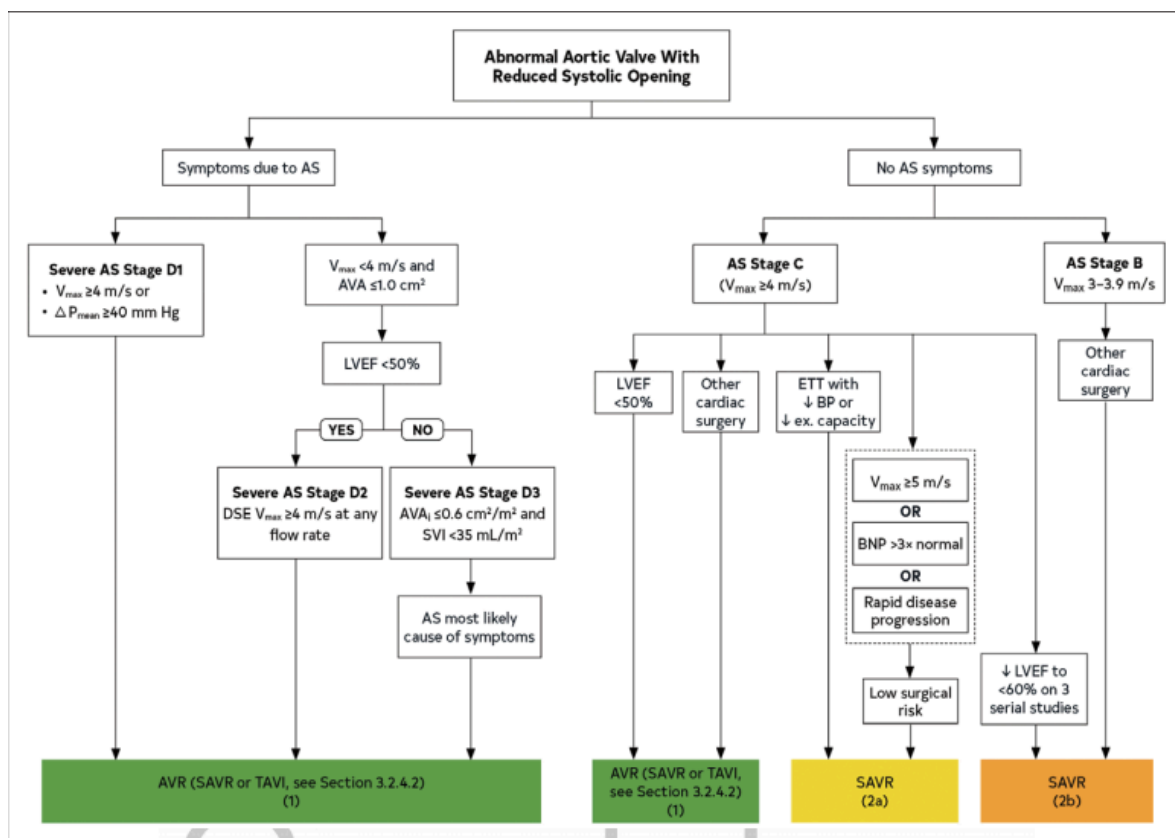 Abnormal Aortic Valve With
Reduced Systolic Opening
Symptoms due to AS
No AS symptoms
Severe AS Stage D1
• Vmax ≥4 m/s or
• △Pmean ≥40 mm Hg
Vmax <4 m/s and
AVA ≤1.0 cm²
AS Stage C
(Vmax ≥4 m/s)
AS Stage B
Vmax 3–3.9 m/s
LVEF <50%
YES
NO
LVEF
<50%
Other
cardiac
surgery
ETT with
↓ BP or
↓ ex. capacity
Other
cardiac
surgery
Severe AS Stage D2
DSE Vmax ≥4 m/s at any
flow rate
Severe AS Stage D3
AVAi ≤0.6 cm²/m² and
SVI <35 mL/m²
Vmax ≥5 m/s
OR
BNP >3× normal
OR
Rapid disease
progression
AS most likely
cause of symptoms
Low surgical
risk
↓ LVEF to
<60% on 3
serial studies
AVR (SAVR or TAVI, see Section 3.2.4.2)
(1)
AVR (SAVR or TAVI,
see Section 3.2.4.2)
(1)
SAVR
(2a)
SAVR
(2b)